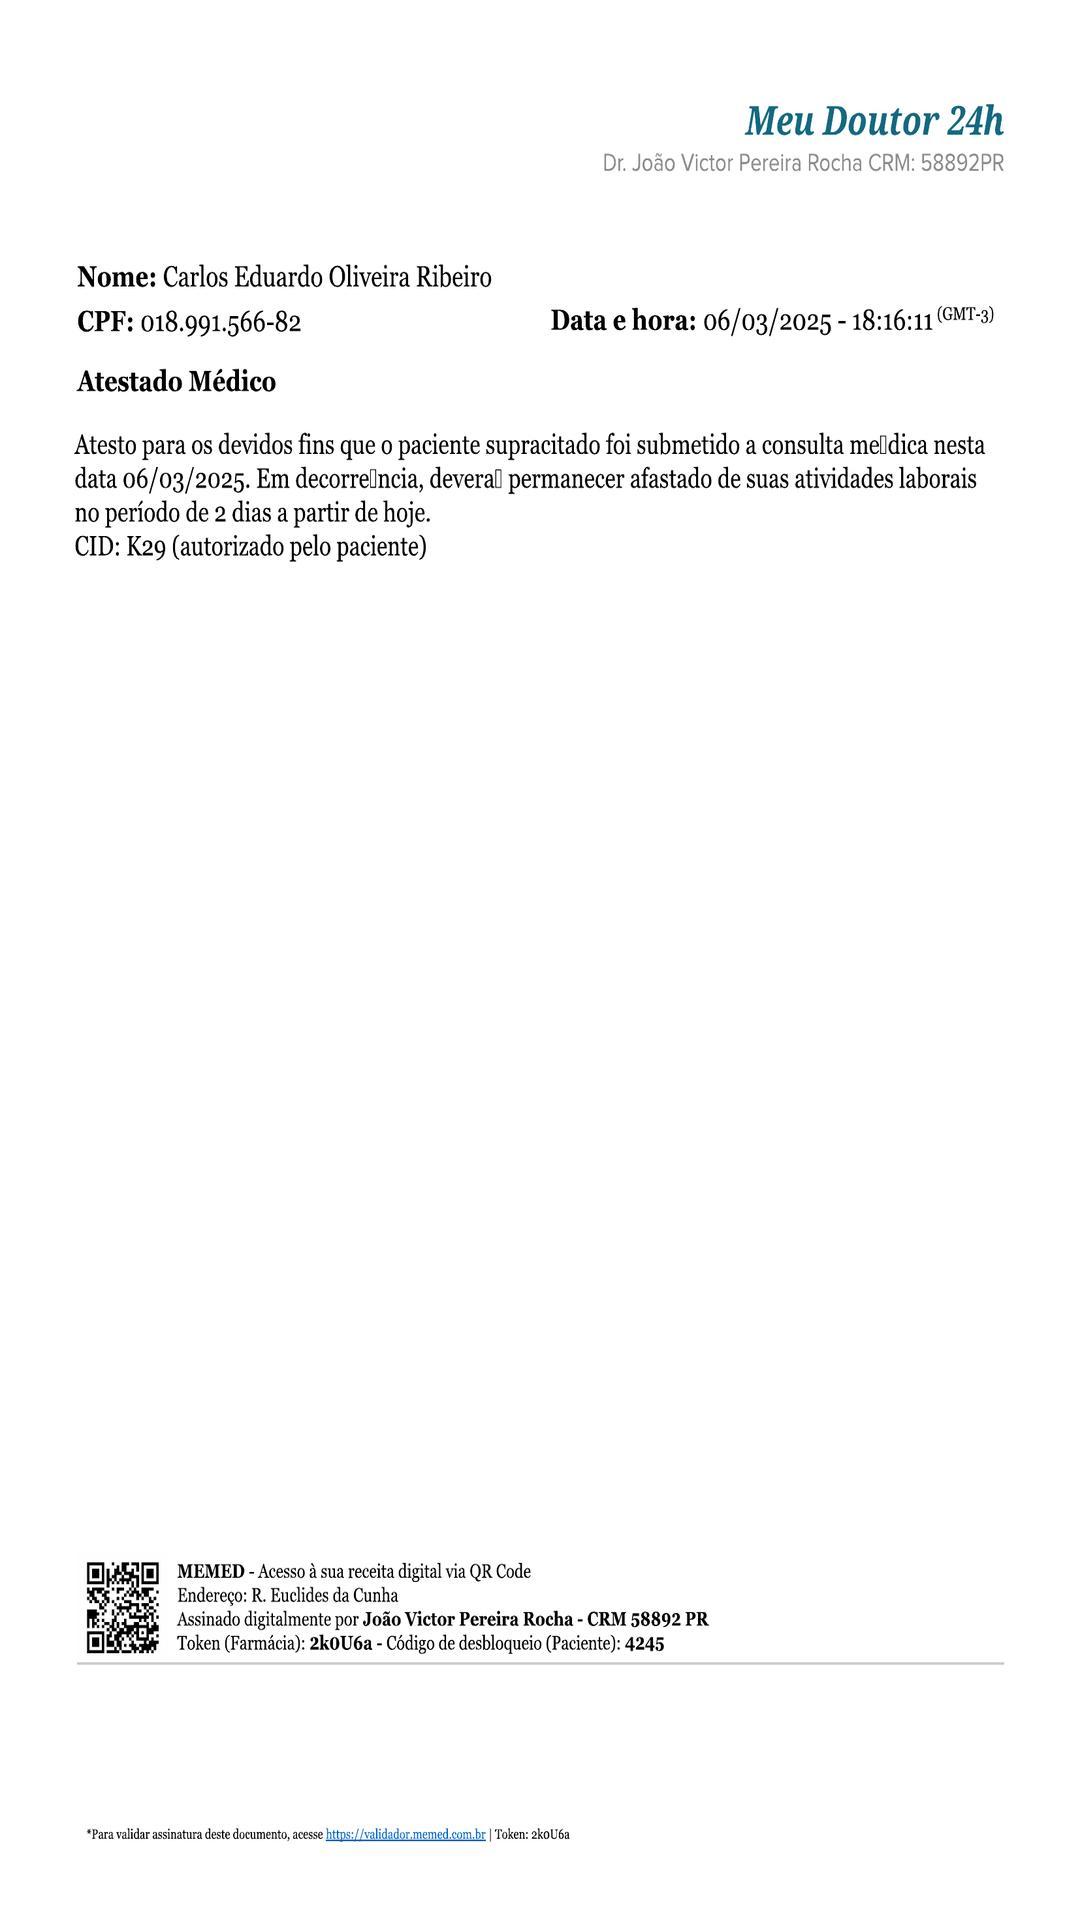 Meu Doutor 24h
Dr. João Victor Pereira Rocha CRM: 58892PR
Nome: Carlos Eduardo Oliveira Ribeiro
CPF: 018.991.566-82 Data e hora: 06/03/2025 - 18:16:11 (GMT-3)
Atestado Médico
Atesto para os devidos fins que o paciente supracitado foi submetido a consulta me▯dica nesta
data 06/03/2025. Em decorre▯ncia, devera▯ permanecer afastado de suas atividades laborais
no período de 2 dias a partir de hoje.
CID: K29 (autorizado pelo paciente)
MEMED - Acesso à sua receita digital via QR Code
Endereço: R. Euclides da Cunha
Assinado digitalmente por João Victor Pereira Rocha - CRM 58892 PR
Token (Farmácia): 2k0U6a - Código de desbloqueio (Paciente): 4245
*Para validar assinatura deste documento, acesse https://validador.memed.com.br | Token: 2k0U6a